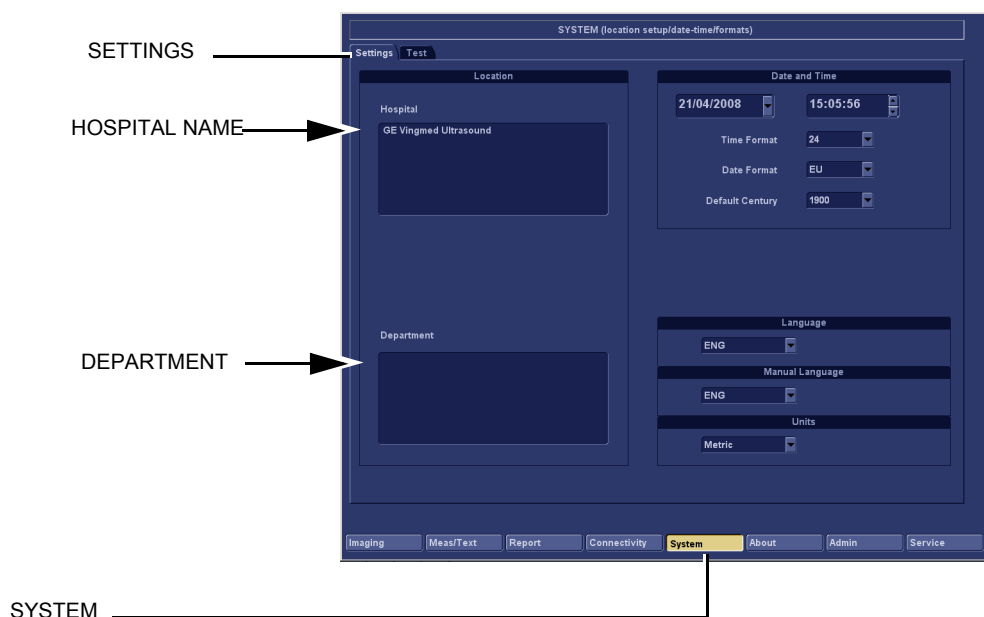 SYSTEM (location setup/date-time/formats)
SETTINGS
Settings Test
Location
Hospital
HOSPITAL NAME
GE Vingmed Ultrasound
Department
DEPARTMENT
Date and Time
21/04/2008 15:05:56
Time Format 24
Date Format EU
Default Century 1900
Language
ENG
Manual Language
ENG
Units
Metric
Imaging Meas/Text Report Connectivity System About Admin Service
SYSTEM